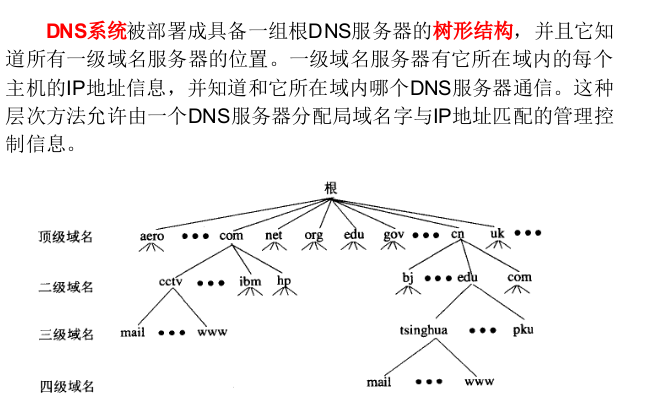 DNS系统被部署成具备一组根DNS服务器的树形结构，并且它知
道所有一级域名服务器的位置。一级域名服务器有它所在域内的每个
主机的IP地址信息，并知道和它所在域内哪个DNS服务器通信。这种
层次方法允许由一个DNS服务器分配局域名字与IP地址匹配的管理控
制信息。
根
顶级域名 aero ••• com net org edu gov ••• cn uk •••
二级域名 cctv ••• ibm hp bj ••• edu com
三级域名 mail ••• www tsinghua ••• pku
四级域名 mail ••• www